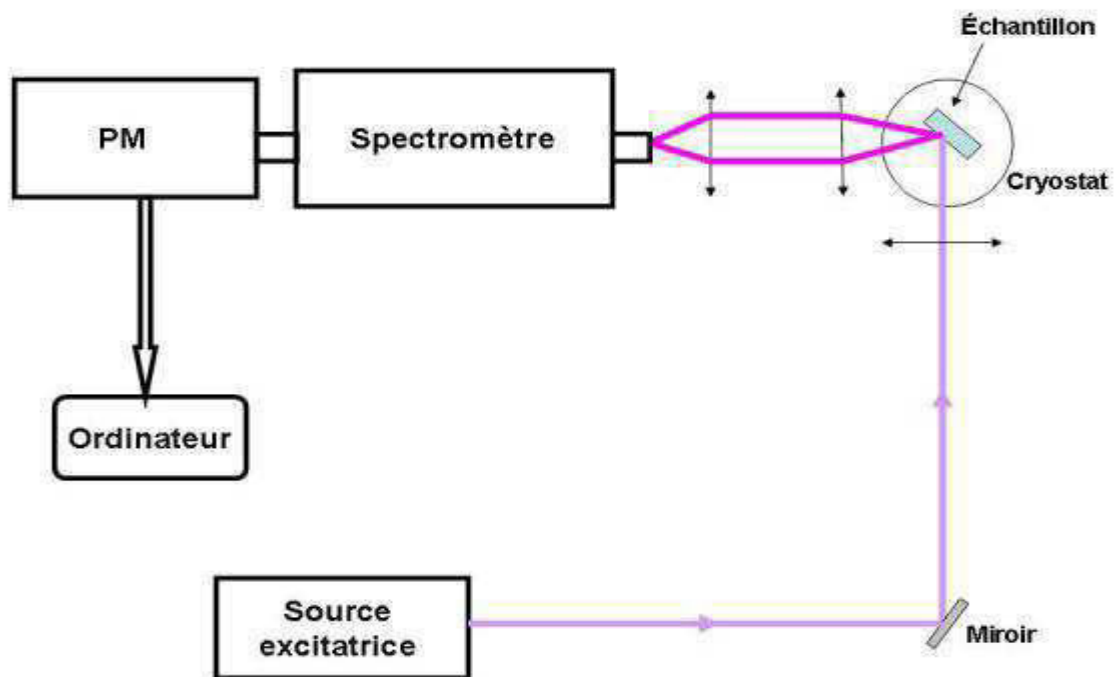 Échantillon
PM
Spectromètre
Cryostat
Ordinateur
Source
excitatrice
Miroir